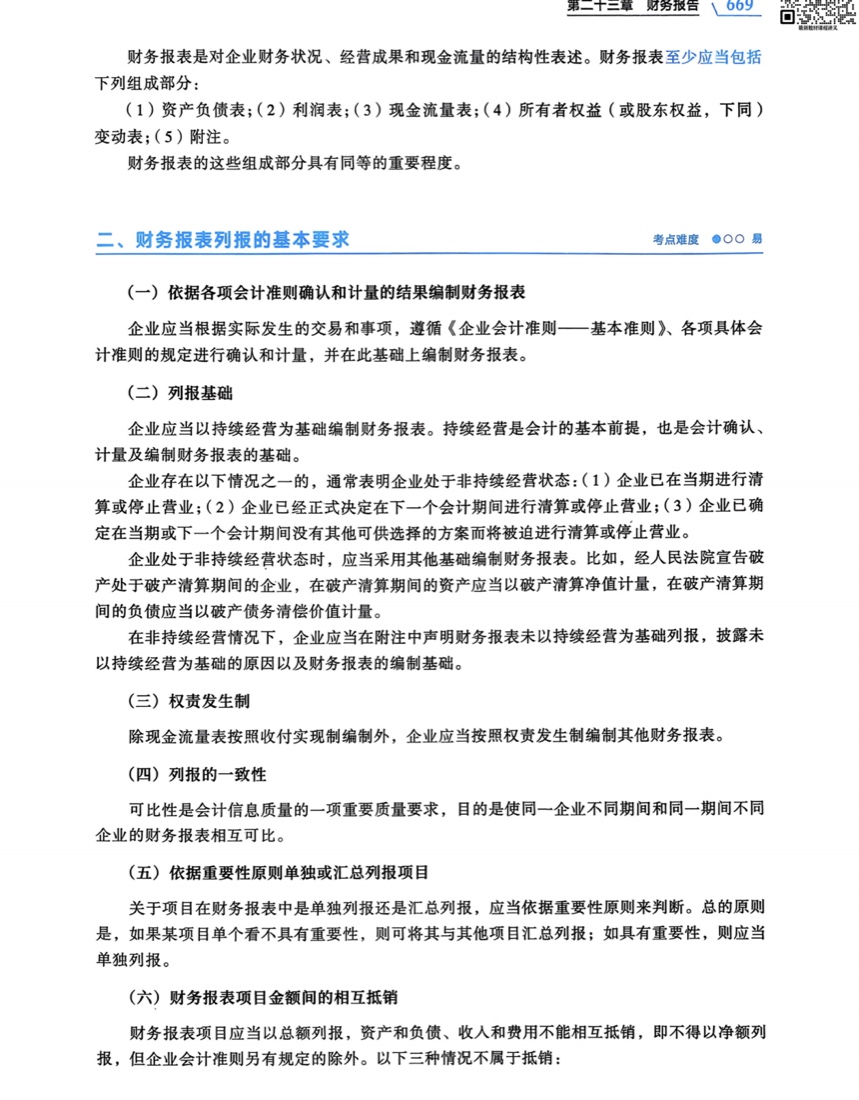 第二十三章 财务报告 669
财务报表是对企业财务状况、经营成果和现金流量的结构性表述。财务报表至少应当包括
下列组成部分：
（1）资产负债表；（2）利润表；（3）现金流量表；（4）所有者权益（或股东权益，下同）
变动表；（5）附注。
财务报表的这些组成部分具有同等的重要程度。
二、财务报表列报的基本要求 考点难度 易
（一）依据各项会计准则确认和计量的结果编制财务报表
企业应当根据实际发生的交易和事项，遵循《企业会计准则——基本准则》、各项具体会
计准则的规定进行确认和计量，并在此基础上编制财务报表。
（二）列报基础
企业应当以持续经营为基础编制财务报表。持续经营是会计的基本前提，也是会计确认、
计量及编制财务报表的基础。
企业存在以下情况之一的，通常表明企业处于非持续经营状态：（1）企业已在当期进行清
算或停止营业；（2）企业已经正式决定在下一个会计期间进行清算或停止营业；（3）企业已确
定在当期或下一个会计期间没有其他可供选择的方案而将被迫进行清算或停止营业。
企业处于非持续经营状态时，应当采用其他基础编制财务报表。比如，经人民法院宣告破
产处于破产清算期间的企业，在破产清算期间的资产应当以破产清算净值计量，在破产清算期
间的负债应当以破产债务清偿价值计量。
在非持续经营情况下，企业应当在附注中声明财务报表未以持续经营为基础列报，披露未
以持续经营为基础的原因以及财务报表的编制基础。
（三）权责发生制
除现金流量表按照收付实现制编制外，企业应当按照权责发生制编制其他财务报表。
（四）列报的一致性
可比性是会计信息质量的一项重要质量要求，目的是使同一企业不同期间和同一期间不同
企业的财务报表相互可比。
（五）依据重要性原则单独或汇总列报项目
关于项目在财务报表中是单独列报还是汇总列报，应当依据重要性原则来判断。总的原则
是，如果某项目单个看不具有重要性，则可将其与其他项目汇总列报；如具有重要性，则应当
单独列报。
（六）财务报表项目金额间的相互抵销
财务报表项目应当以总额列报，资产和负债、收入和费用不能相互抵销，即不得以净额列
报，但企业会计准则另有规定的除外。以下三种情况不属于抵销：